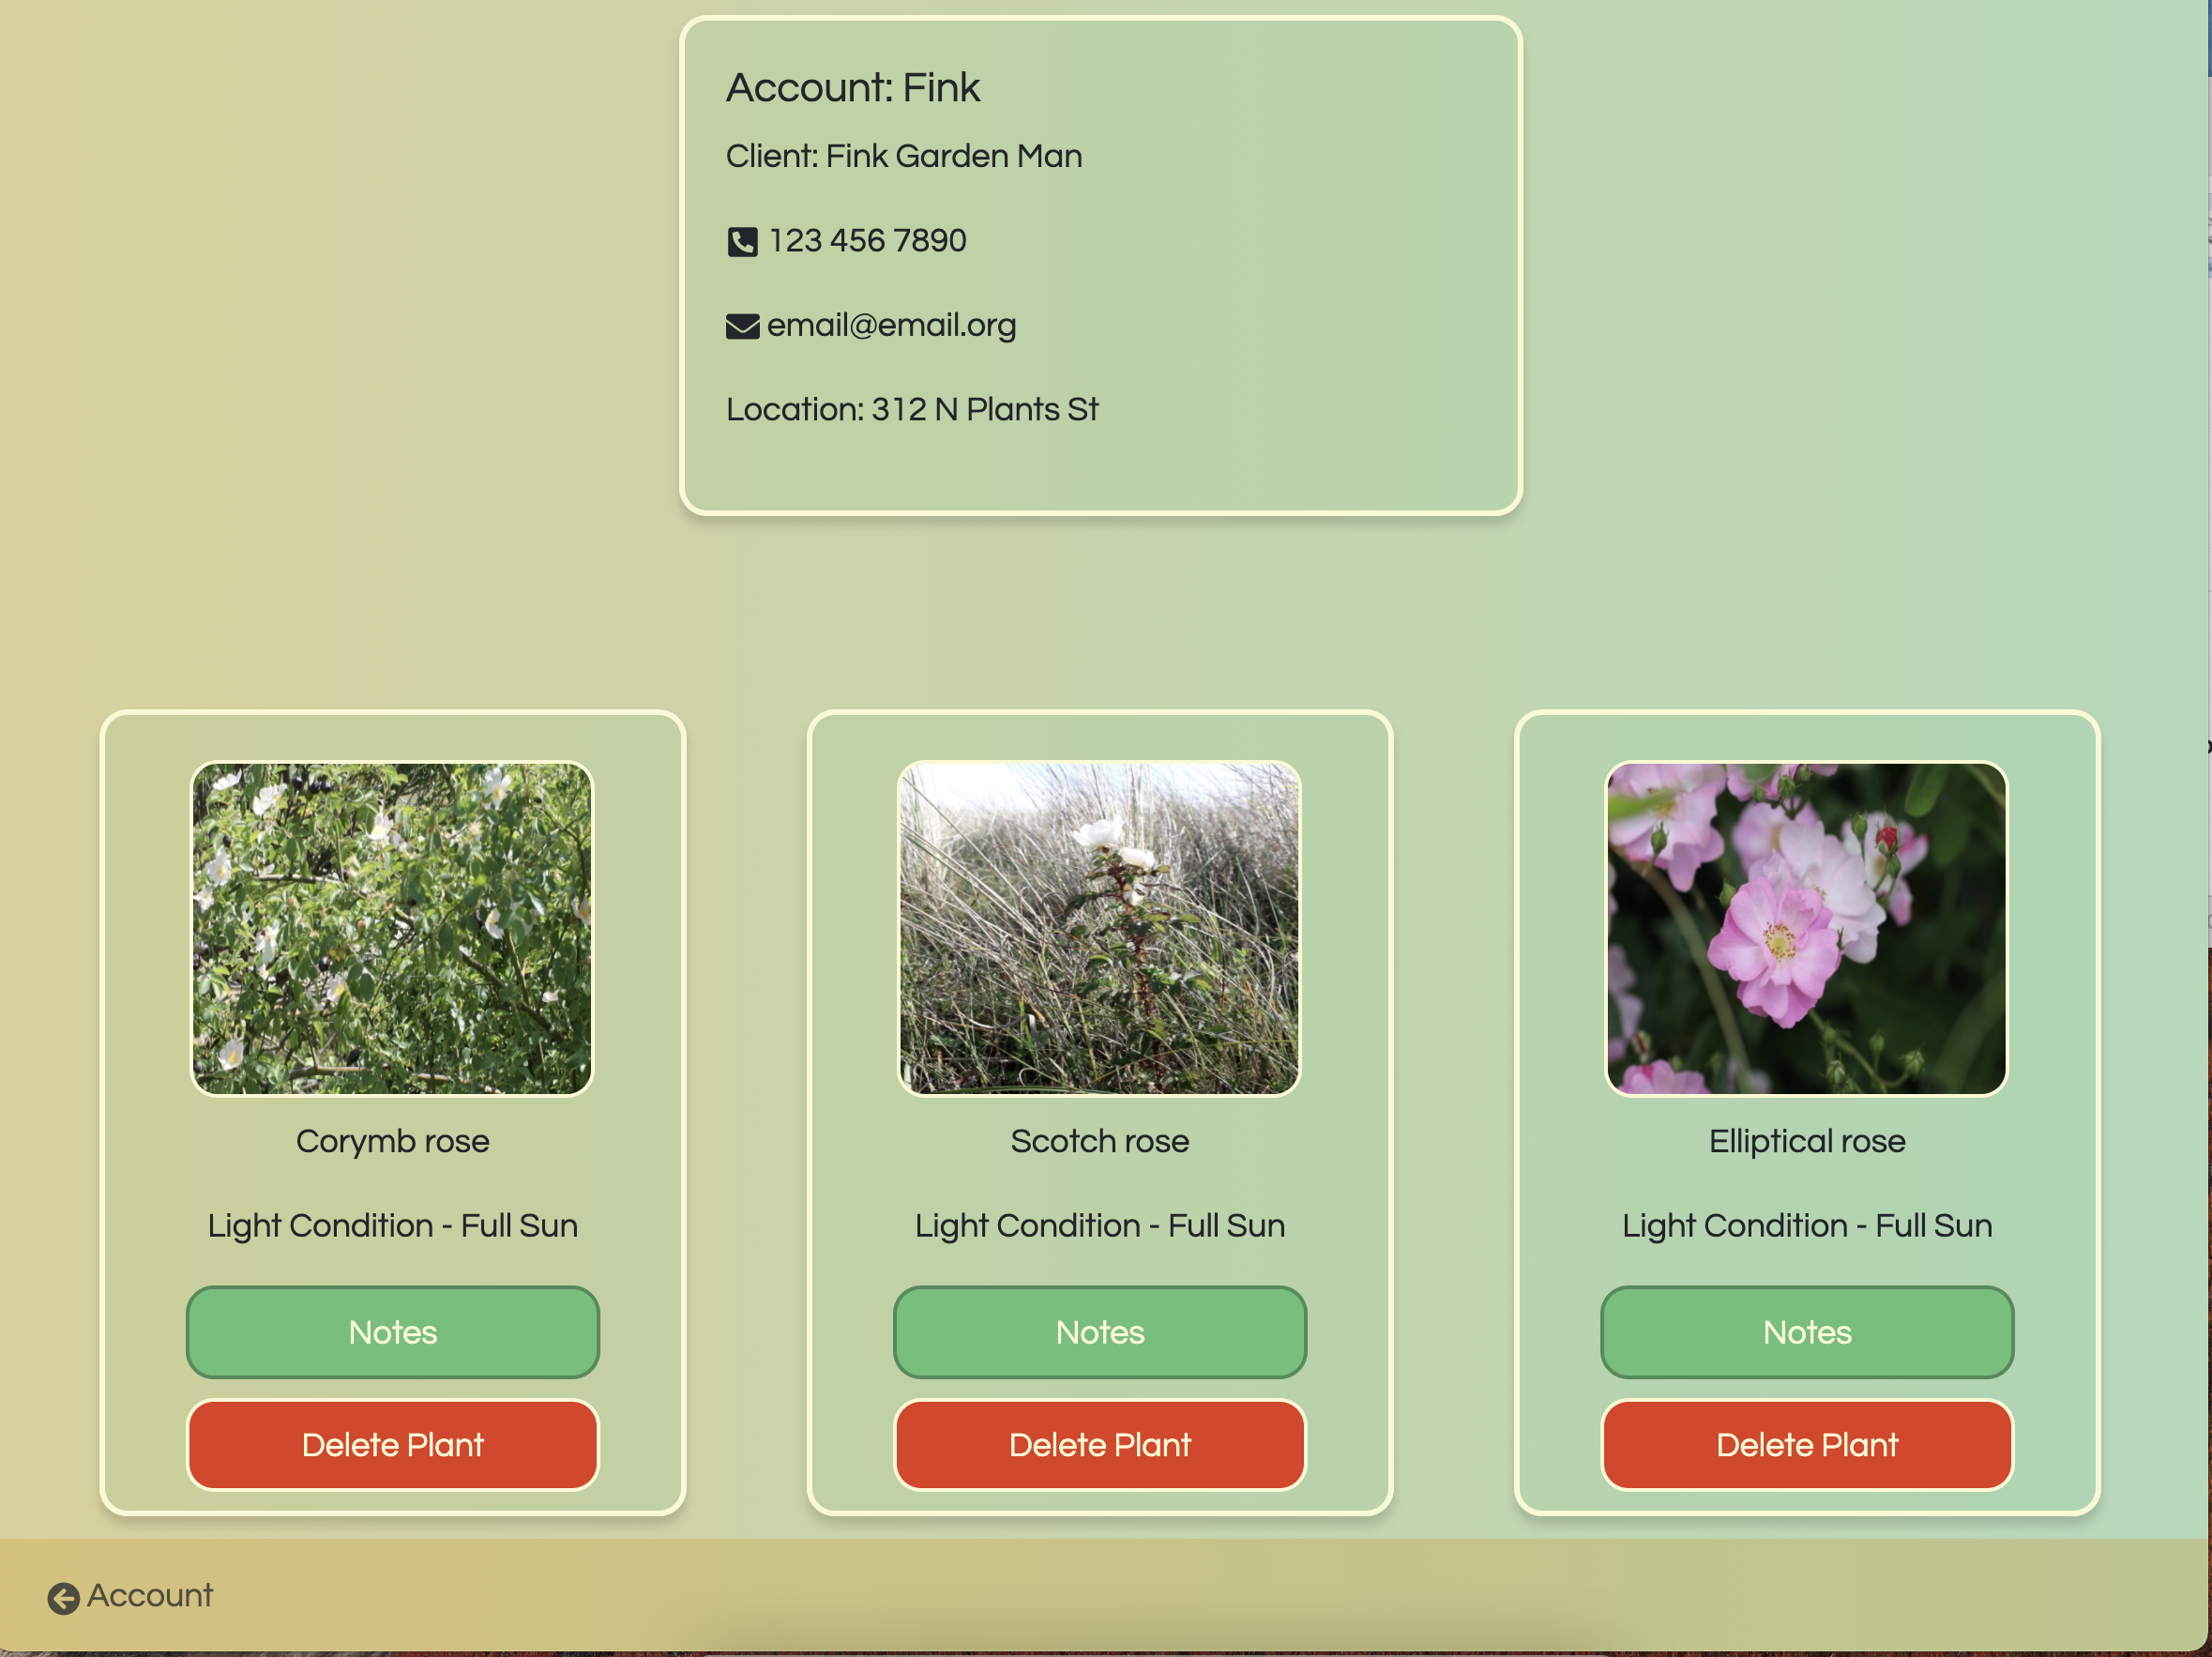 Account: Fink
Client: Fink Garden Man
123 456 7890
email@email.org
Location: 312 N Plants St
Corymb rose
Light Condition - Full Sun
Notes
Delete Plant
Scotch rose
Light Condition - Full Sun
Notes
Delete Plant
Elliptical rose
Light Condition - Full Sun
Notes
Delete Plant
Account